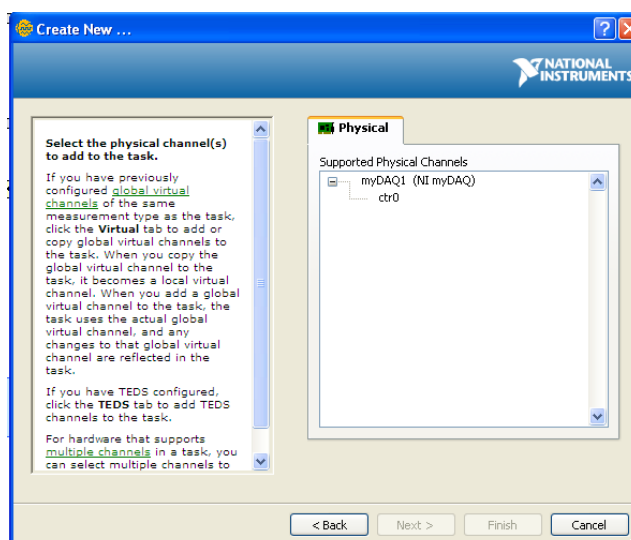 Create New ...
NATIONAL
INSTRUMENTS
Select the physical channel(s)
to add to the task.
If you have previously
configured global virtual
channels of the same
measurement type as the task,
click the Virtual tab to add or
copy global virtual channels to
the task. When you copy the
global virtual channel to the
task, it becomes a local virtual
channel. When you add a global
virtual channel to the task, the
task uses the actual global
virtual channel, and any
changes to that global virtual
channel are reflected in the
task.
If you have TEDS configured,
click the TEDS tab to add TEDS
channels to the task.
For hardware that supports
multiple channels in a task, you
can select multiple channels to
Physical
Supported Physical Channels
myDAQ1 (NI myDAQ)
ctr0
< Back
Next >
Finish
Cancel